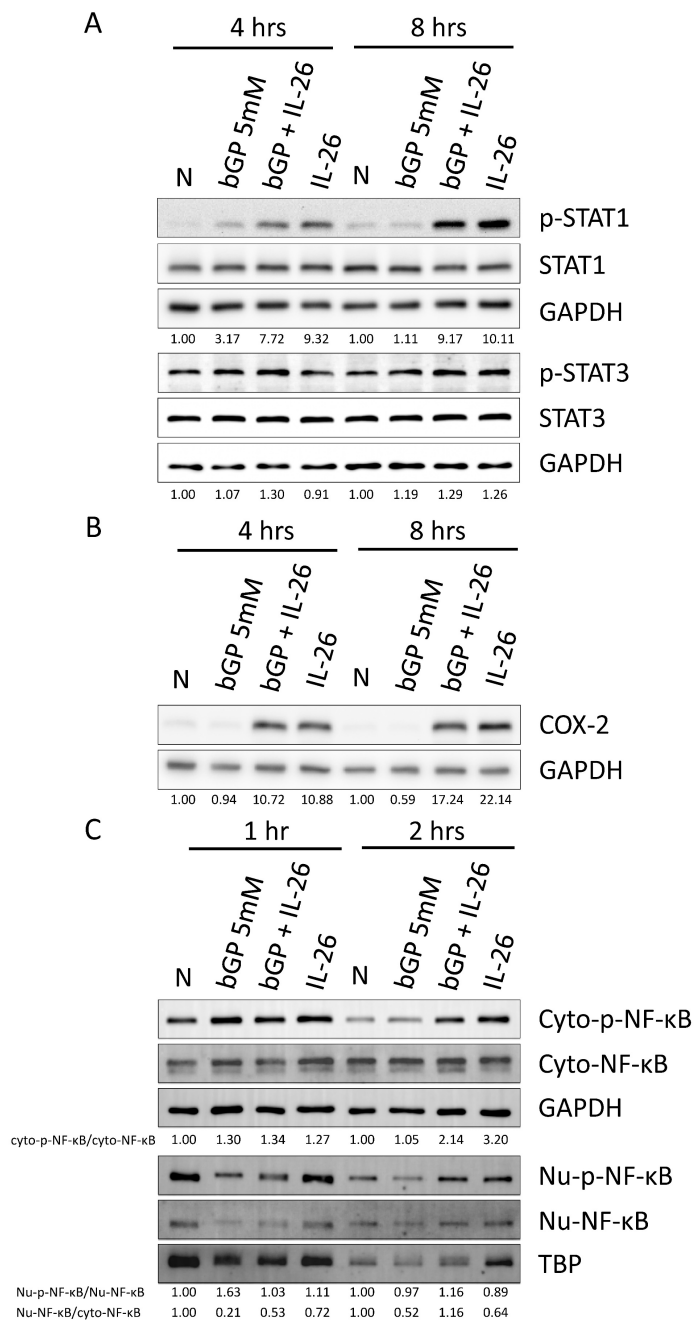 A
4 hrs 8 hrs
N bGP 5mM bGP + IL-26 IL-26 N bGP 5mM bGP + IL-26 IL-26
p-STAT1
STAT1
GAPDH
1.00 3.17 7.72 9.32 1.00 1.11 9.17 10.11
p-STAT3
STAT3
GAPDH
1.00 1.07 1.30 0.91 1.00 1.19 1.29 1.26
B
4 hrs 8 hrs
N bGP 5mM bGP + IL-26 IL-26 N bGP 5mM bGP + IL-26 IL-26
COX-2
GAPDH
1.00 0.94 10.72 10.88 1.00 0.59 17.24 22.14
C
1 hr 2 hrs
N bGP 5mM bGP + IL-26 IL-26 N bGP 5mM bGP + IL-26 IL-26
Cyto-p-NF-κB
Cyto-NF-κB
GAPDH
cyto-p-NF-κB/cyto-NF-κB 1.00 1.30 1.34 1.27 1.00 1.05 2.14 3.20
Nu-p-NF-κB
Nu-NF-κB
TBP
Nu-p-NF-κB/Nu-NF-κB 1.00 1.63 1.03 1.11 1.00 0.97 1.16 0.89
Nu-NF-κB/cyto-NF-κB 1.00 0.21 0.53 0.72 1.00 0.52 1.16 0.64